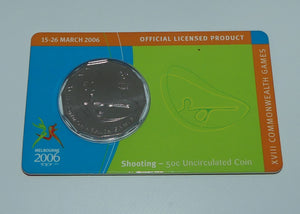 15-26 MARCH 2006
OFFICIAL LICENSED PRODUCT
XVIII COMMONWEALTH GAMES
MELBOURNE
2006
Shooting – 50c Uncirculated Coin